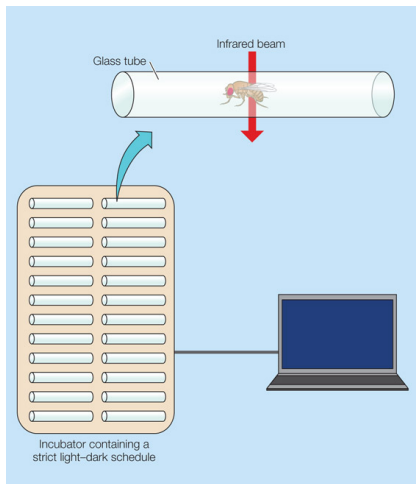 Infrared beam
Glass tube
Incubator containing a
strict light–dark schedule